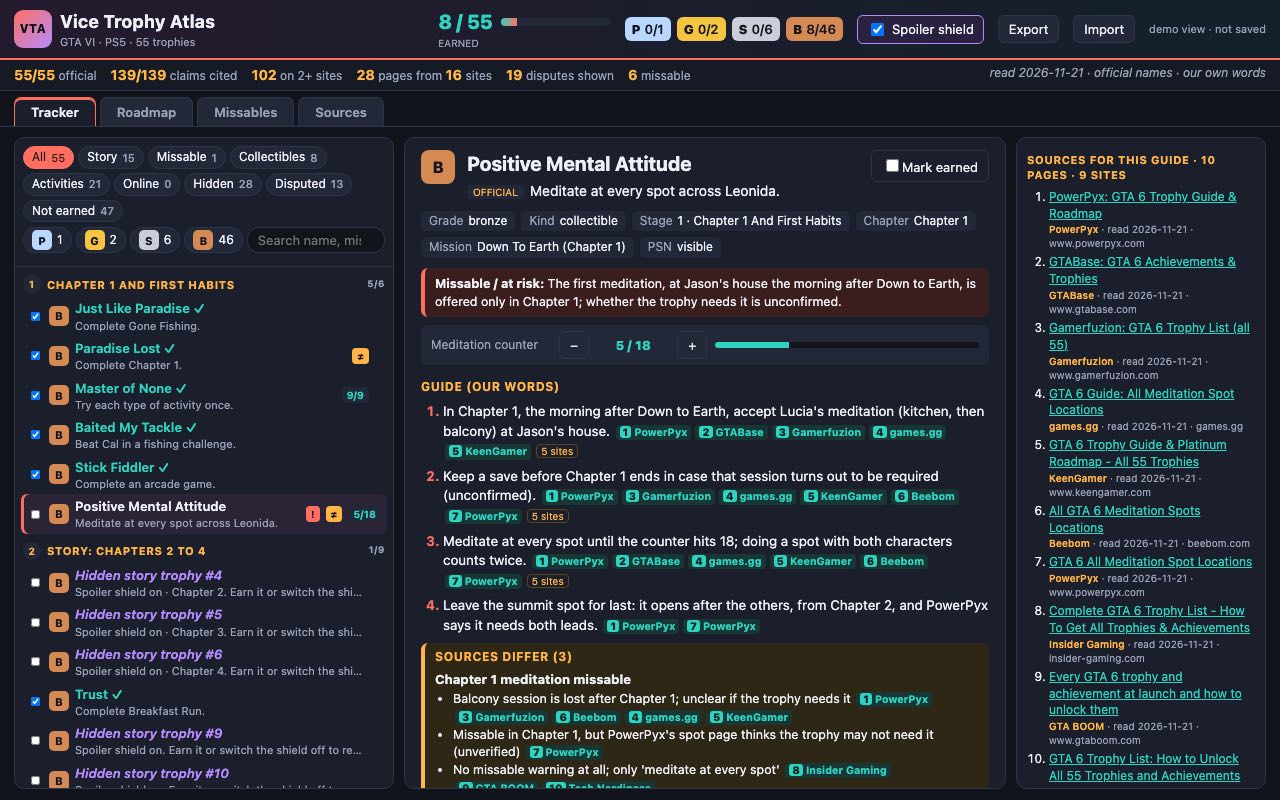 VTA
Vice Trophy Atlas
GTA VI · PS5 · 55 trophies
8 / 55
EARNED
P 0/1
G 0/2
S 0/6
B 8/46
Spoiler shield
Export
Import
demo view · not saved
55/55 official 139/139 claims cited 102 on 2+ sites 28 pages from 16 sites 19 disputes shown 6 missable
read 2026-11-21 · official names · our own words
Tracker
Roadmap
Missables
Sources
All 55
Story 15
Missable 1
Collectibles 8
Activities 21
Online 0
Hidden 28
Disputed 13
Not earned 47
P 1
G 2
S 6
B 46
Search name, mi
1 CHAPTER 1 AND FIRST HABITS 5/6
B Just Like Paradise ✓
Complete Gone Fishing.
B Paradise Lost ✓ ≠
Complete Chapter 1.
B Master of None ✓ 9/9
Try each type of activity once.
B Baited My Tackle ✓
Beat Cal in a fishing challenge.
B Stick Fiddler ✓
Complete an arcade game.
B Positive Mental Attitude ! ≠ 5/18
Meditate at every spot across Leonida.
2 STORY: CHAPTERS 2 TO 4 1/9
B Hidden story trophy #4
Spoiler shield on · Chapter 2. Earn it or switch the shi...
B Hidden story trophy #5
Spoiler shield on · Chapter 3. Earn it or switch the shi...
B Hidden story trophy #6
Spoiler shield on · Chapter 4. Earn it or switch the shi...
B Trust ✓
Complete Breakfast Run.
B Hidden story trophy #9
Spoiler shield on. Earn it or switch the shield off to re...
B Hidden story trophy #10
B
Positive Mental Attitude
OFFICIAL Meditate at every spot across Leonida.
Mark earned
Grade bronze
Kind collectible
Stage 1 · Chapter 1 And First Habits
Chapter Chapter 1
Mission Down To Earth (Chapter 1)
PSN visible
Missable / at risk: The first meditation, at Jason's house the morning after Down to Earth, is
offered only in Chapter 1; whether the trophy needs it is unconfirmed.
Meditation counter − 5 / 18 +
GUIDE (OUR WORDS)
1. In Chapter 1, the morning after Down to Earth, accept Lucia's meditation (kitchen, then
balcony) at Jason's house. 1 PowerPyx 2 GTABase 3 Gamerfuzion 4 games.gg
5 KeenGamer 5 sites
2. Keep a save before Chapter 1 ends in case that session turns out to be required
(unconfirmed). 1 PowerPyx 3 Gamerfuzion 4 games.gg 5 KeenGamer 6 Beebom
7 PowerPyx 5 sites
3. Meditate at every spot until the counter hits 18; doing a spot with both characters
counts twice. 1 PowerPyx 2 GTABase 4 games.gg 5 KeenGamer 6 Beebom
7 PowerPyx 5 sites
4. Leave the summit spot for last: it opens after the others, from Chapter 2, and PowerPyx
says it needs both leads. 1 PowerPyx 7 PowerPyx
SOURCES DIFFER (3)
Chapter 1 meditation missable
• Balcony session is lost after Chapter 1; unclear if the trophy needs it 1 PowerPyx
3 Gamerfuzion 6 Beebom 4 games.gg 5 KeenGamer
• Missable in Chapter 1, but PowerPyx's spot page thinks the trophy may not need it
(unverified) 7 PowerPyx
• No missable warning at all; only 'meditate at every spot' 8 Insider Gaming
9 GTA BOOM 10 Tech Nerdiness
SOURCES FOR THIS GUIDE · 10
PAGES · 9 SITES
1. PowerPyx: GTA 6 Trophy Guide &
Roadmap
PowerPyx · read 2026-11-21 ·
www.powerpyx.com
2. GTABase: GTA 6 Achievements &
Trophies
GTABase · read 2026-11-21 ·
www.gtabase.com
3. Gamerfuzion: GTA 6 Trophy List (all
55)
Gamerfuzion · read 2026-11-21 ·
www.gamerfuzion.com
4. GTA 6 Guide: All Meditation Spot
Locations
games.gg · read 2026-11-21 · games.gg
5. GTA 6 Trophy Guide & Platinum
Roadmap - All 55 Trophies
KeenGamer · read 2026-11-21 ·
www.keengamer.com
6. All GTA 6 Meditation Spots
Locations
Beebom · read 2026-11-21 · beebom.com
7. GTA 6 All Meditation Spot Locations
PowerPyx · read 2026-11-21 ·
www.powerpyx.com
8. Complete GTA 6 Trophy List - How
To Get All Trophies & Achievements
Insider Gaming · read 2026-11-21 ·
insider-gaming.com
9. Every GTA 6 trophy and
achievement at launch and how to
unlock them
GTA BOOM · read 2026-11-21 ·
www.gtaboom.com
10. GTA 6 Trophy List: How to Unlock
All 55 Trophies and Achievements